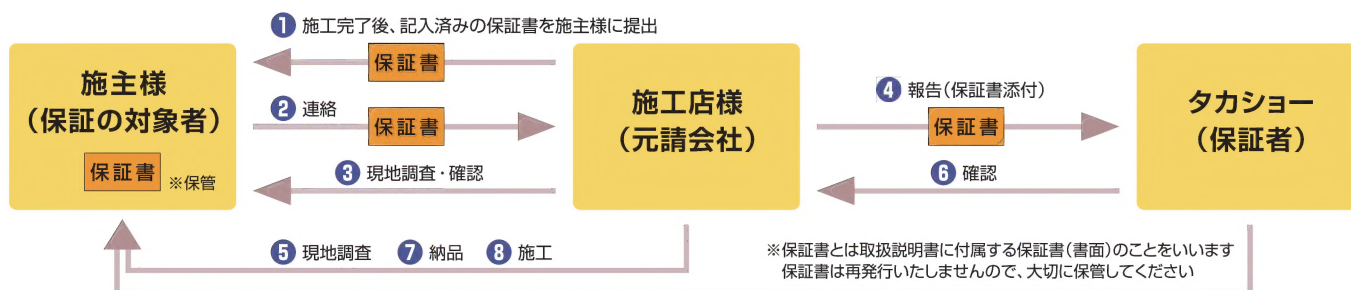 ❶ 施工完了後、記入済みの保証書を施主様に提出
保証書
施主様
(保証の対象者)
保証書 ※保管
❷ 連絡
保証書
❸ 現地調査・確認
施工店様
(元請会社)
❹ 報告(保証書添付)
保証書
❻ 確認
タカショー
(保証者)
❺ 現地調査 ❼ 納品 ❽ 施工
※保証書とは取扱説明書に付属する保証書(書面)のことをいいます
保証書は再発行いたしませんので、大切に保管してください